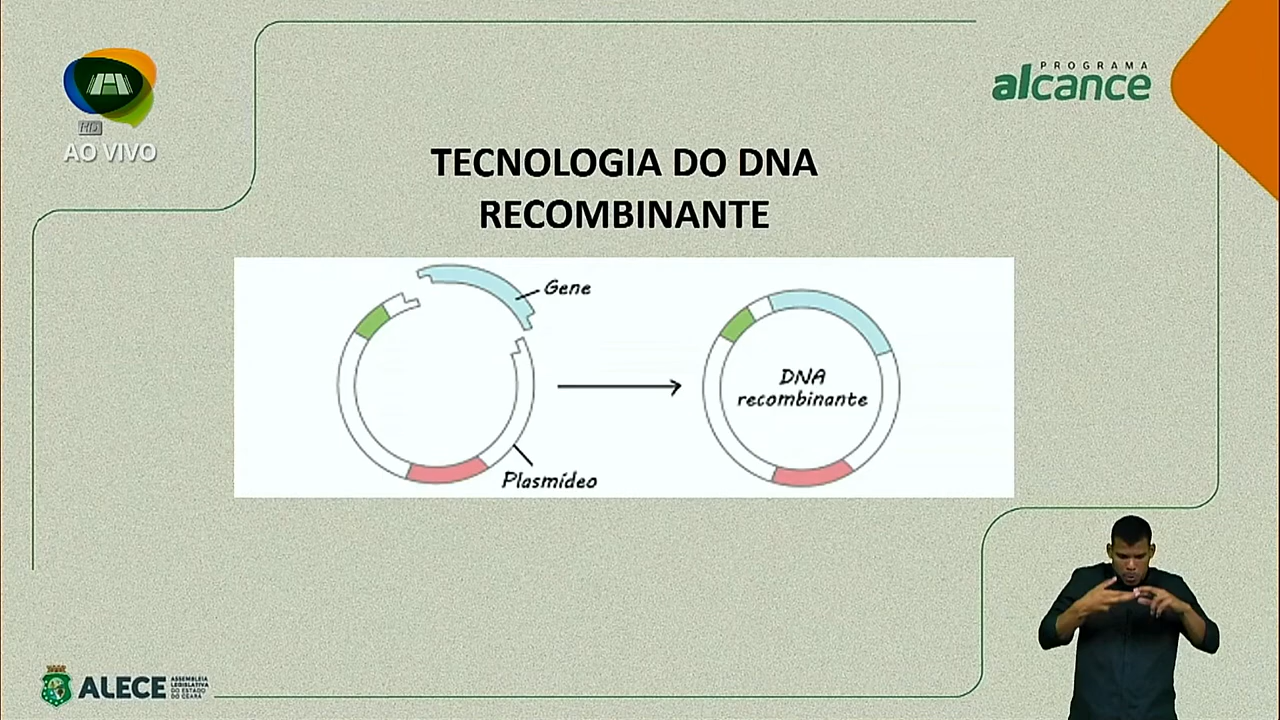 PROGRAMA
alcance
HD
AO VIVO
TECNOLOGIA DO DNA
RECOMBINANTE
Gene
Plasmídeo
DNA
recombinante
ALECE
ASSEMBLEIA
LEGISLATIVA
DO ESTADO
DO CEARÁ